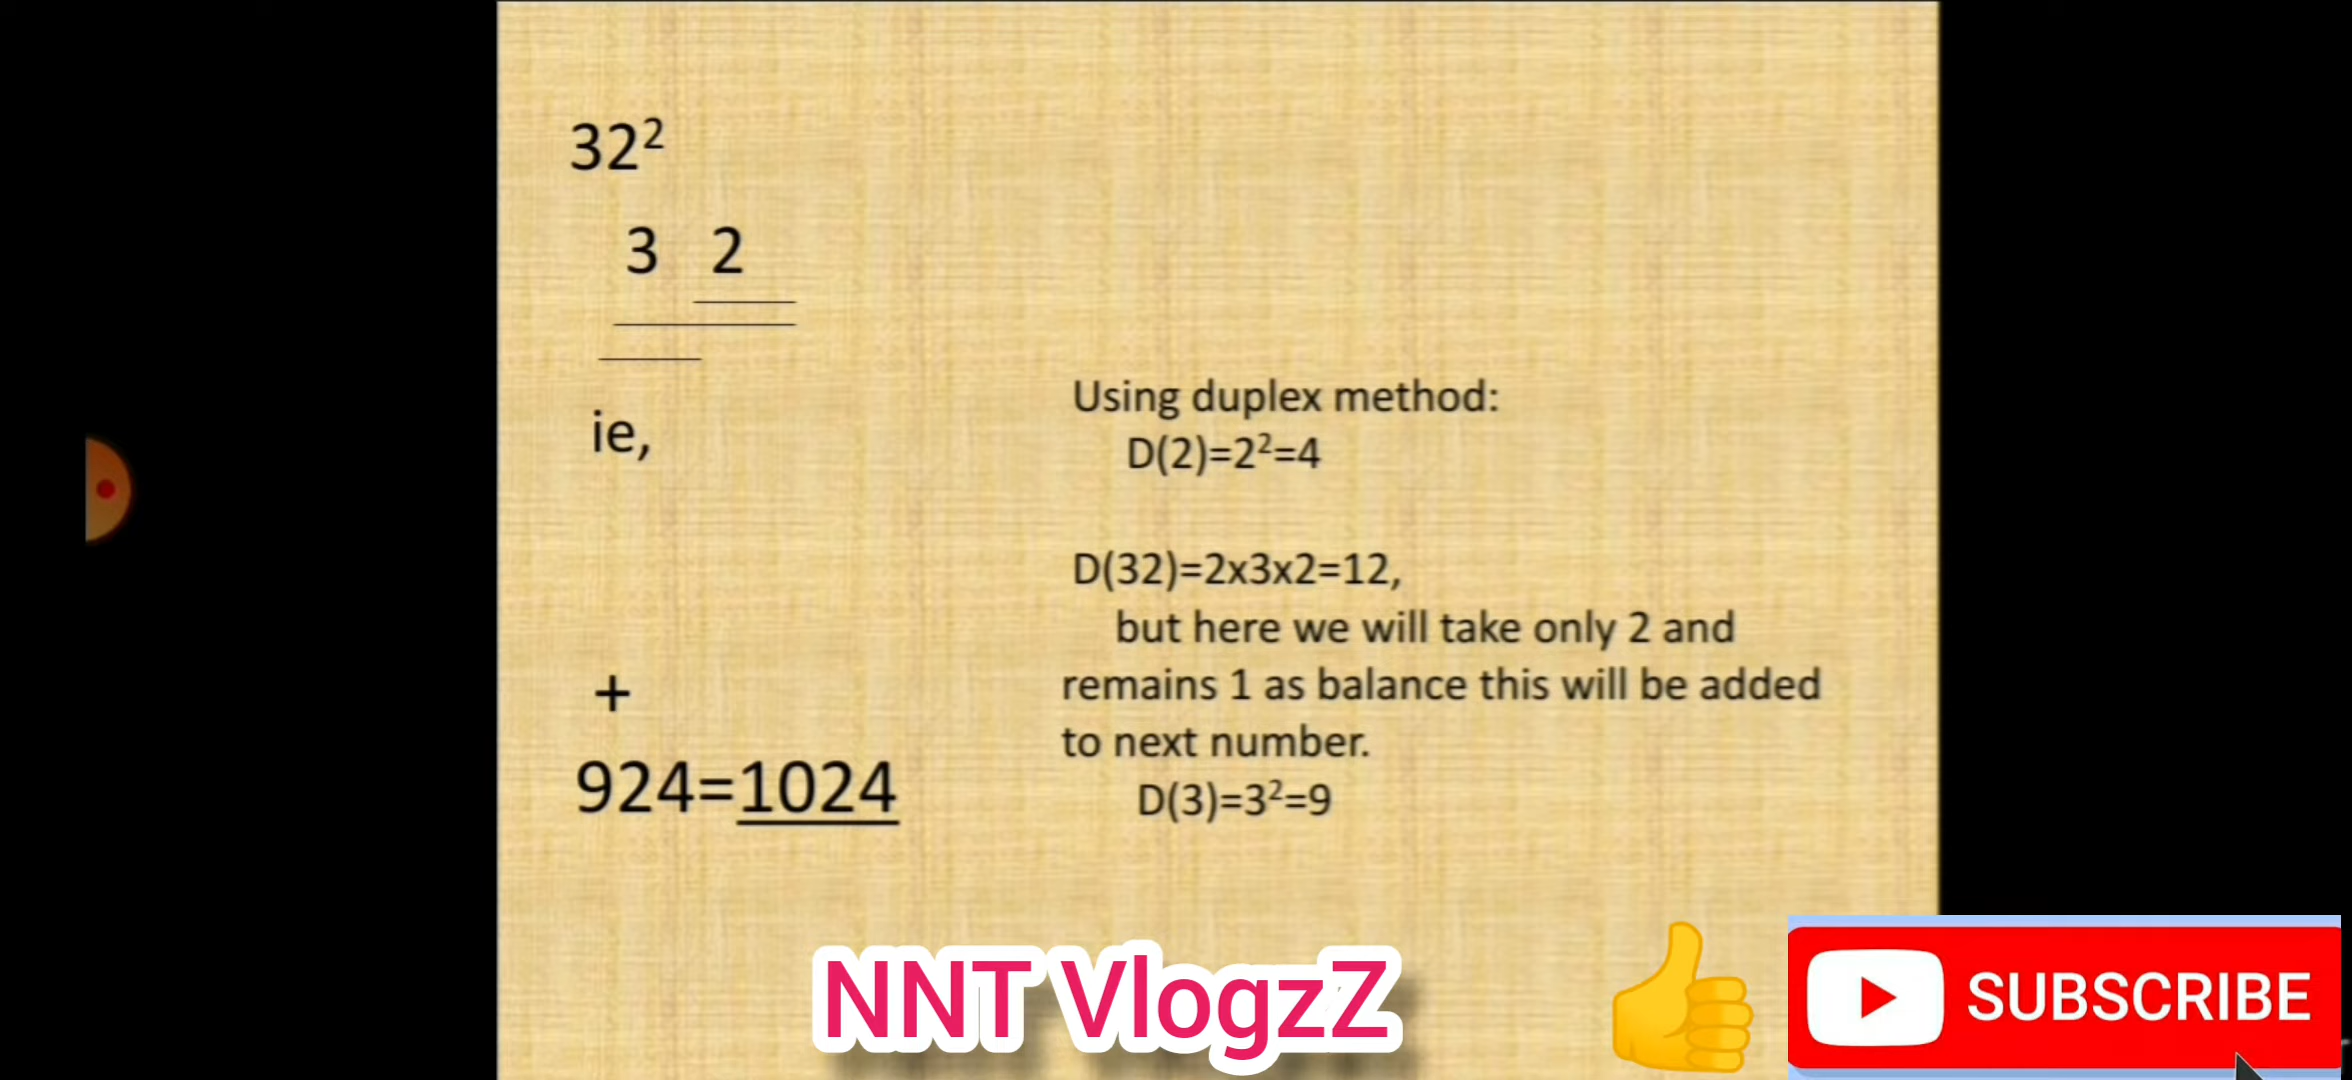 32²
3 2
ie,
+
924=1024
Using duplex method:
D(2)=2²=4
D(32)=2x3x2=12,
but here we will take only 2 and
remains 1 as balance this will be added
to next number.
D(3)=3²=9
NNT VlogzZ
SUBSCRIBE